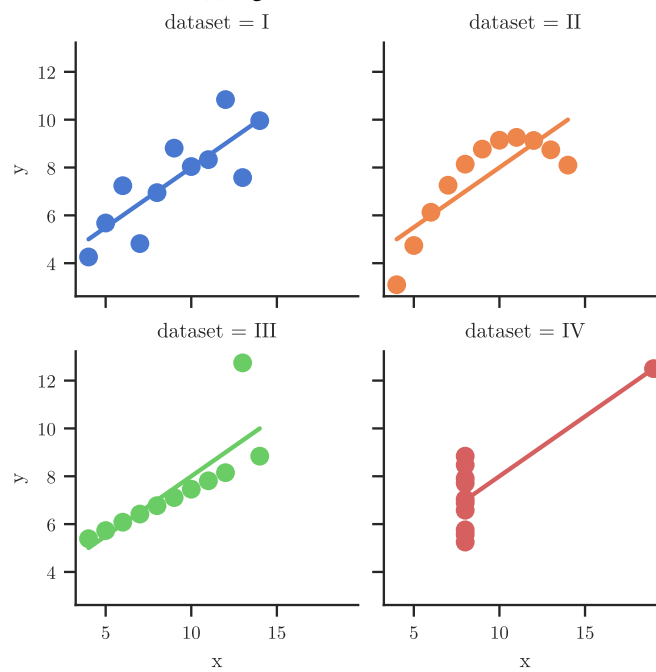 dataset = I
dataset = II
12
10
8
6
4
y
dataset = III
dataset = IV
12
10
8
6
4
y
5
10
15
5
10
15
x
x